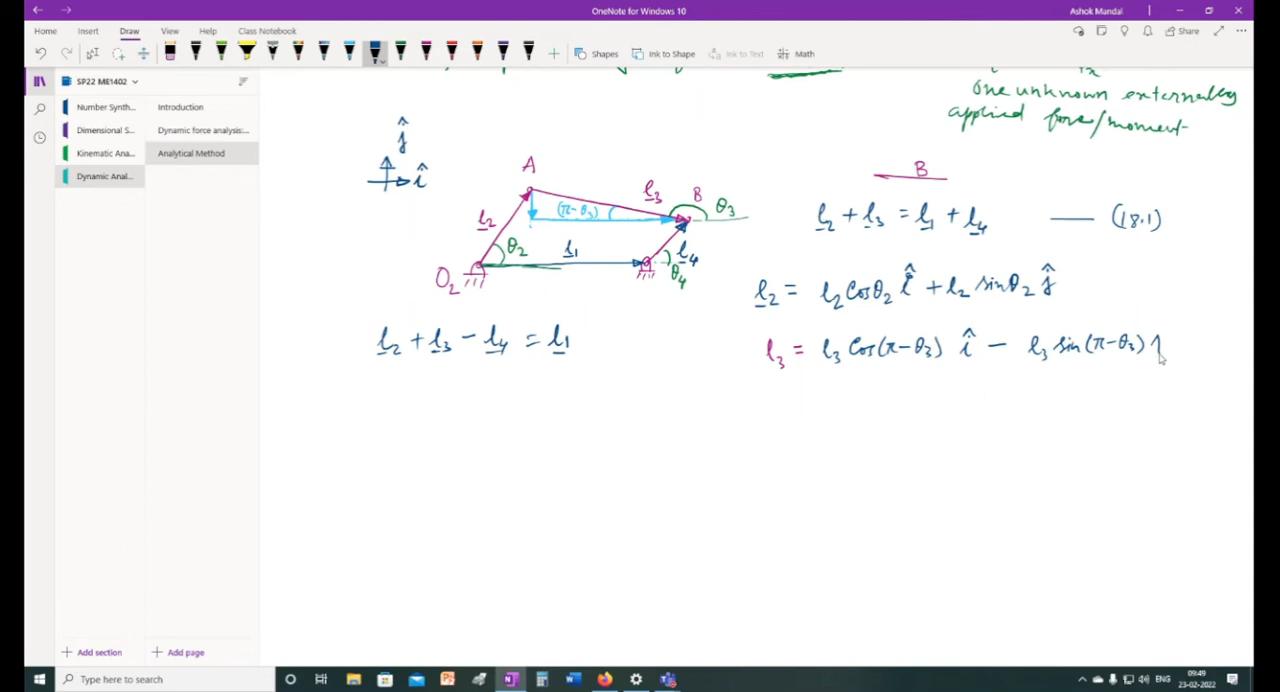 OneNote for Windows 10
Ashok Mandal
Home Insert Draw View Help Class Notebook
Share
Shapes Ink to Shape Ink to Text Math
SP22 ME1402
Number Synth... Introduction
Dimensional S... Dynamic force analysis:...
Kinematic Ana... Analytical Method
Dynamic Anal...
one unknown externally
applied force/moment
ĵ
î
A
B
l₃
B
(π-θ₃)
θ₃
l₂
θ₂
l₁
l₄
θ₄
O₂
l₂ + l₃ = l₁ + l₄ —— (18.1)
l₂ = l₂ Cosθ₂ î + l₂ sinθ₂ ĵ
l₂ + l₃ - l₄ = l₁
l₃ = l₃ Cos(π-θ₃) î - l₃ sin(π-θ₃)
Add section Add page
Type here to search
ENG
09:49
23-02-2022